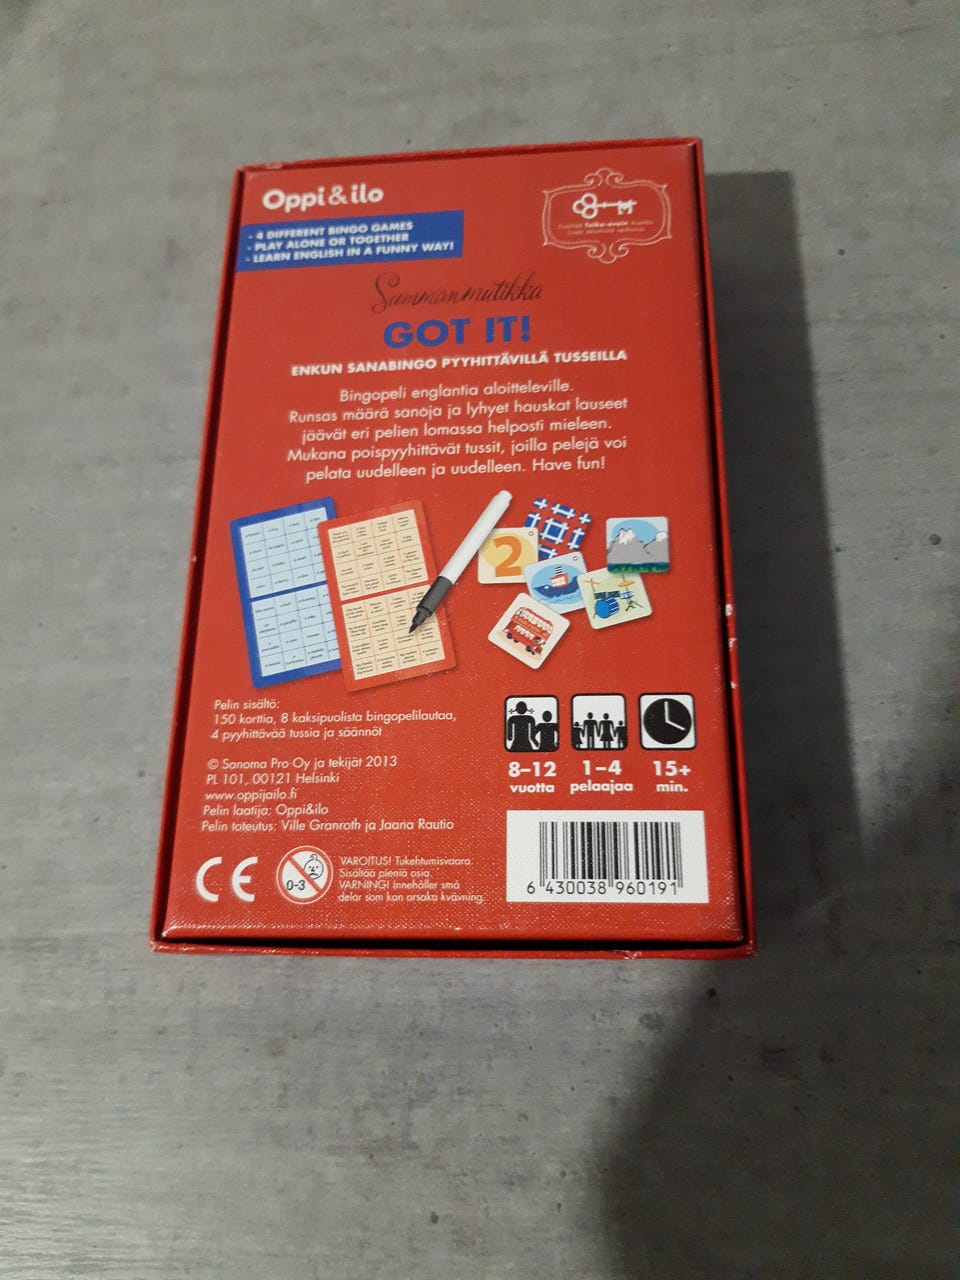 Oppi&ilo
- 4 DIFFERENT BINGO GAMES
- PLAY ALONE OR TOGETHER
- LEARN ENGLISH IN A FUNNY WAY!
Summanmutikka
GOT IT!
ENKUN SANABINGO PYYHITTÄVILLÄ TUSSEILLA
Bingopeli englantia aloitteleville.
Runsas määrä sanoja ja lyhyet hauskat lauseet
jäävät eri pelien lomassa helposti mieleen.
Mukana poispyyhittävät tussit, joilla pelejä voi
pelata uudelleen ja uudelleen. Have fun!
2
Pelin sisältö:
150 korttia, 8 kaksipuolista bingopelilautaa,
4 pyyhittävää tussia ja säännöt
© Sanoma Pro Oy ja tekijät 2013
PL 101, 00121 Helsinki
www.oppijailo.fi
Pelin laatija: Oppi&ilo
Pelin toteutus: Ville Granroth ja Jaana Rautio
8–12
vuotta
1–4
pelaajaa
15+
min.
CE
0-3
VAROITUS! Tukehtumisvaara.
Sisältää pieniä osia.
VARNING! Innehåller små
delar som kan orsaka kvävning.
6 430038 960191